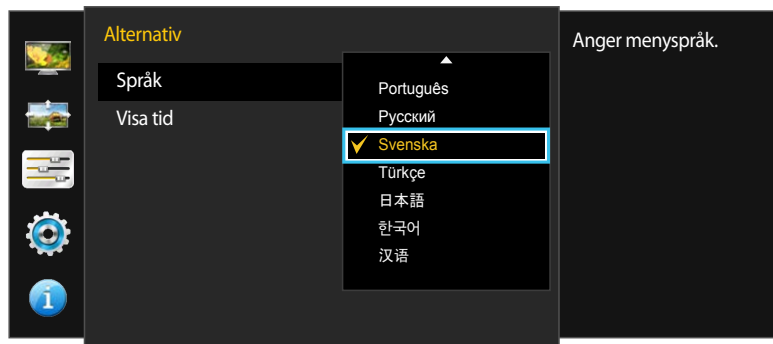 Alternativ
Språk
Visa tid
Português
Русский
Svenska
Türkçe
日本語
한국어
汉语
Anger menyspråk.